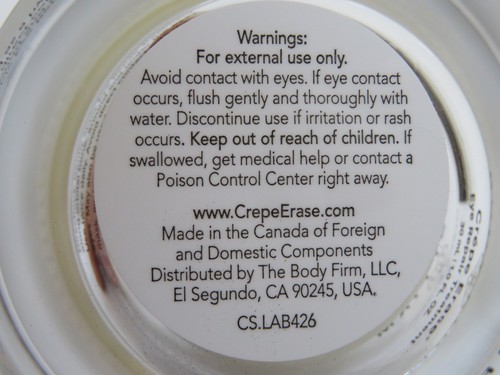 Warnings:
For external use only.
Avoid contact with eyes. If eye contact
occurs, flush gently and thoroughly with
water. Discontinue use if irritation or rash
occurs. Keep out of reach of children. If
swallowed, get medical help or contact a
Poison Control Center right away.
www.CrepeErase.com
Made in the Canada of Foreign
and Domestic Components
Distributed by The Body Firm, LLC,
El Segundo, CA 90245, USA.
CS.LAB426
Crepe Erase